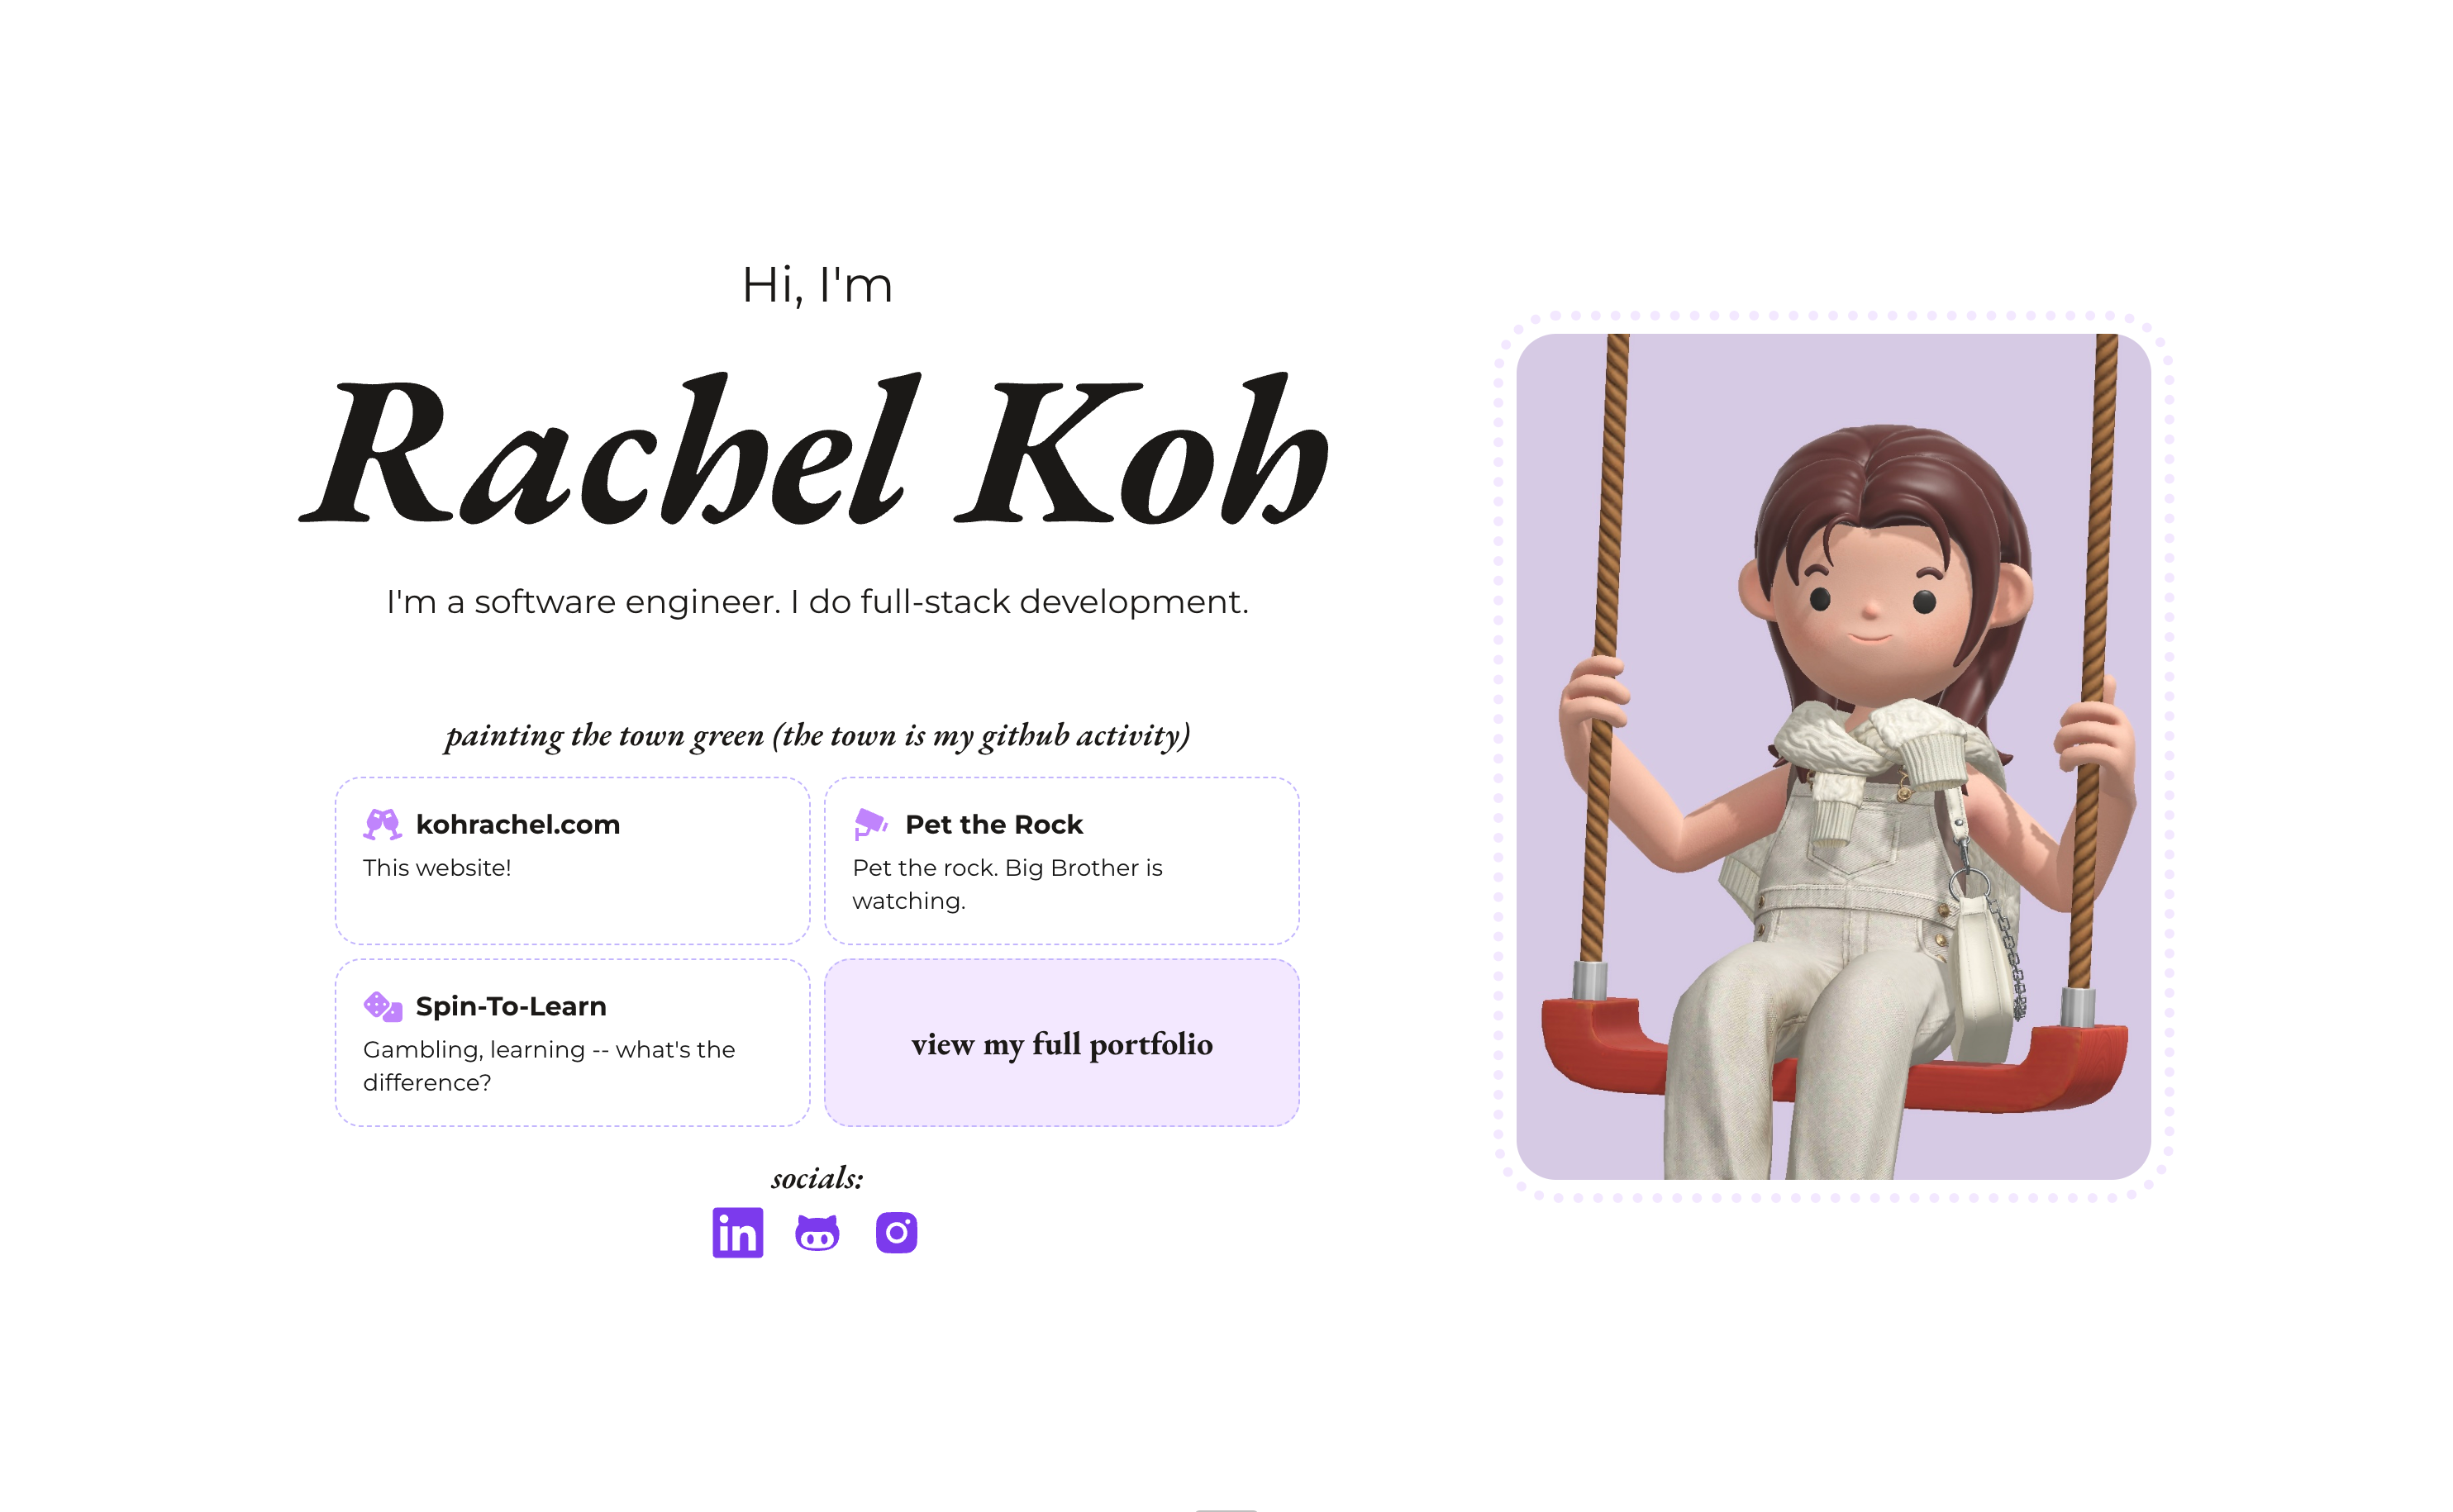 Hi, I'm
Rachel Koh
I'm a software engineer. I do full-stack development.
painting the town green (the town is my github activity)
kohrachel.com
This website!
Pet the Rock
Pet the rock. Big Brother is
watching.
Spin-To-Learn
Gambling, learning -- what's the
difference?
view my full portfolio
socials:
in